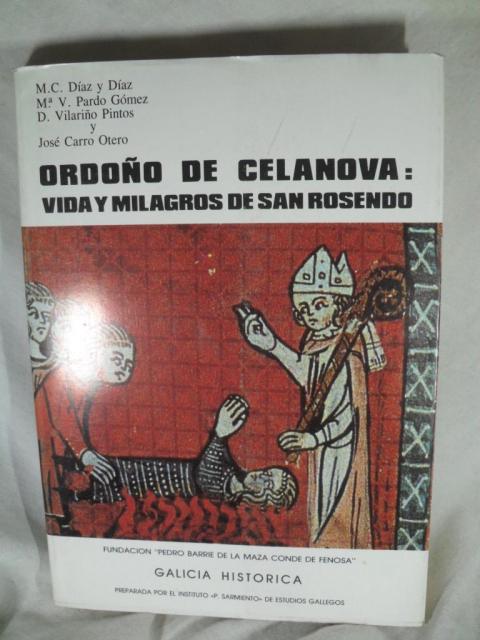 M.C. Díaz y Díaz
Mª V. Pardo Gómez
D. Vilariño Pintos
y
José Carro Otero
ORDOÑO DE CELANOVA:
VIDA Y MILAGROS DE SAN ROSENDO
FUNDACION "PEDRO BARRIE DE LA MAZA CONDE DE FENOSA"
GALICIA HISTORICA
PREPARADA POR EL INSTITUTO «P. SARMIENTO» DE ESTUDIOS GALLEGOS